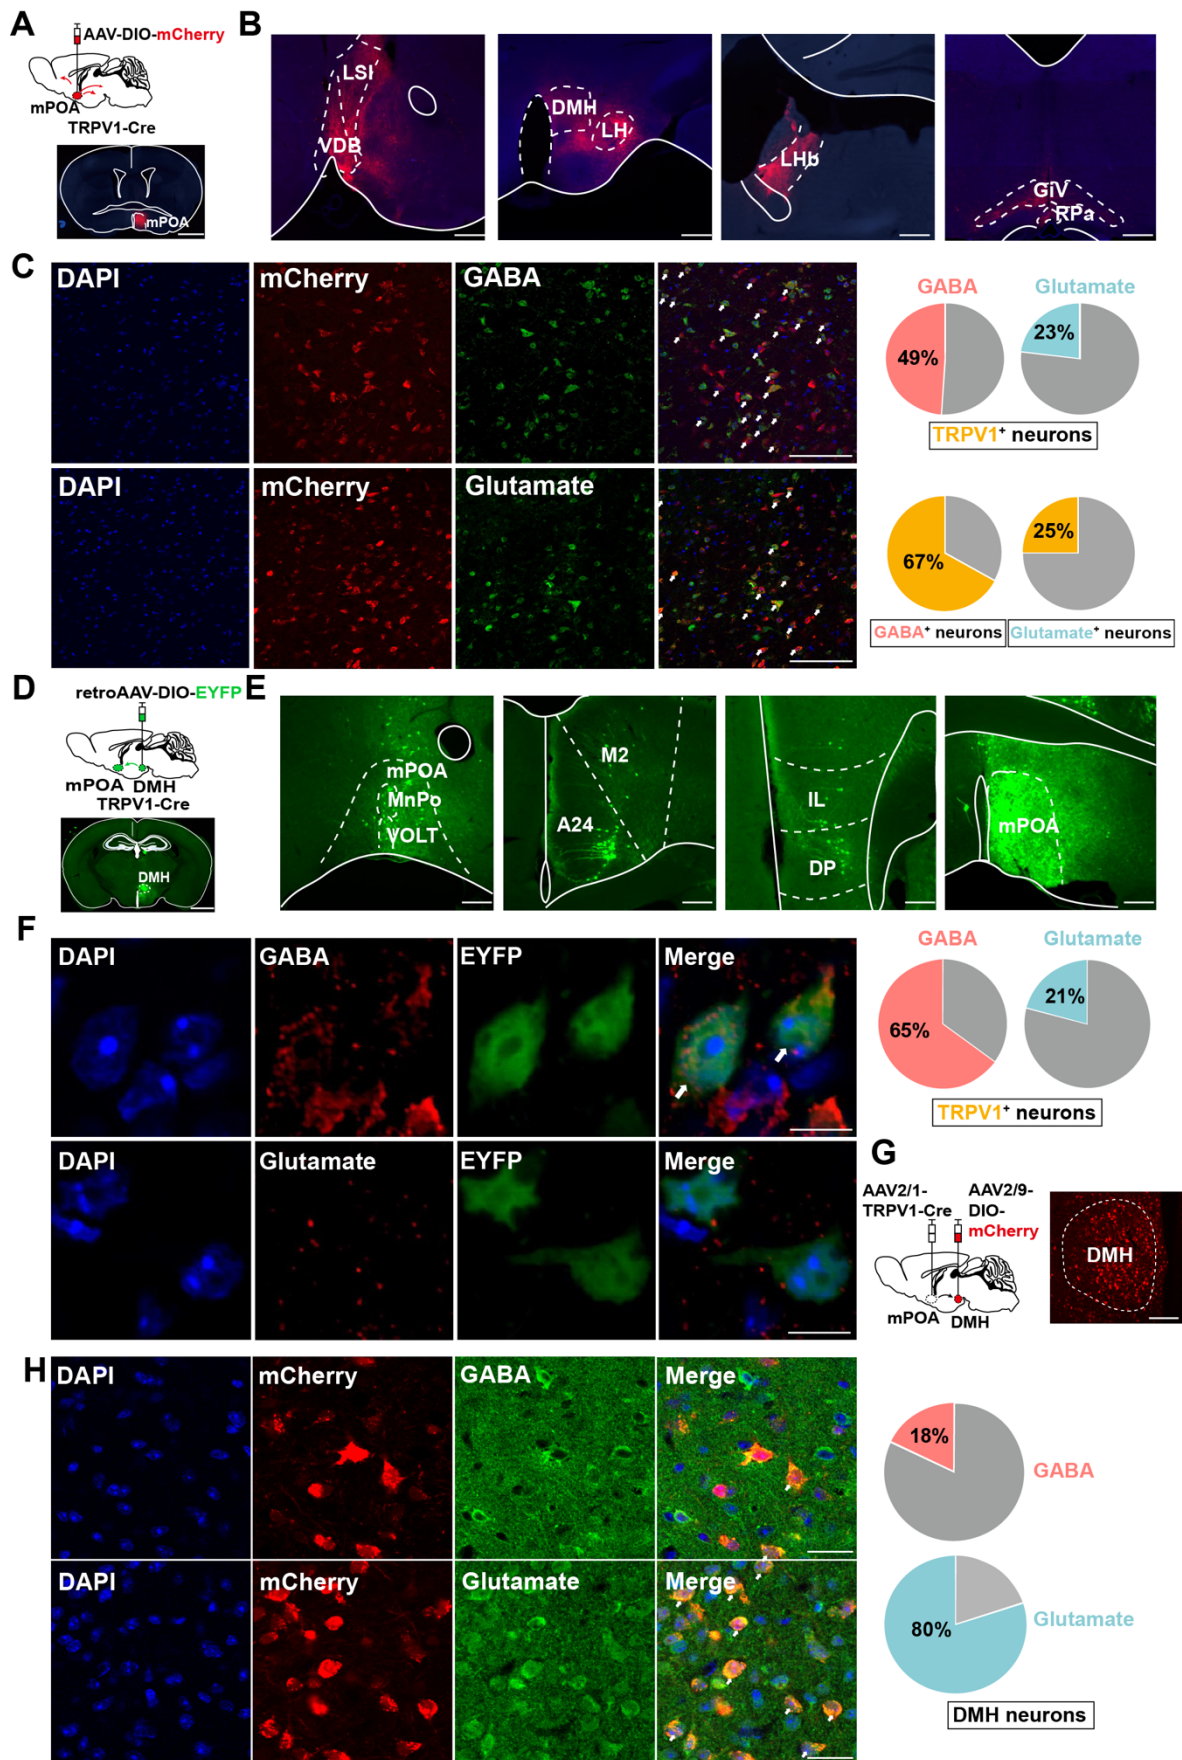 A
AAV-DIO-mCherry
mPOA
TRPV1-Cre
mPOA
B
LSI
VDB
DMH
LH
LHb
GiV
RPa
C
DAPI
mCherry
GABA
DAPI
mCherry
Glutamate
GABA
Glutamate
49%
23%
TRPV1+ neurons
67%
25%
GABA+ neurons
Glutamate+ neurons
D
retroAAV-DIO-EYFP
mPOA DMH
TRPV1-Cre
DMH
E
mPOA
MnPo
VOLT
M2
A24
IL
DP
mPOA
F
DAPI
GABA
EYFP
Merge
DAPI
Glutamate
EYFP
Merge
GABA
Glutamate
65%
21%
TRPV1+ neurons
G
AAV2/1-
TRPV1-Cre
AAV2/9-
DIO-
mCherry
mPOA DMH
DMH
H
DAPI
mCherry
GABA
Merge
DAPI
mCherry
Glutamate
Merge
18%
GABA
80%
Glutamate
DMH neurons